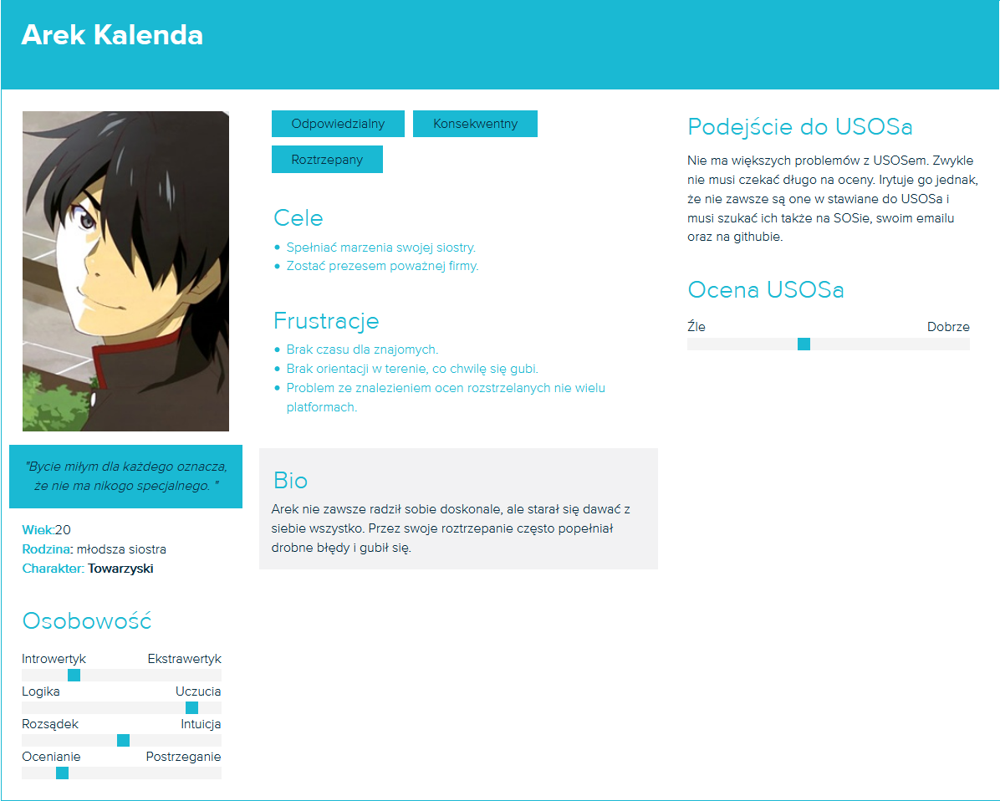 Arek Kalenda
"Bycie miłym dla każdego oznacza,
że nie ma nikogo specjalnego. "
Wiek:20
Rodzina: młodsza siostra
Charakter: Towarzyski
Osobowość
Introwertyk Ekstrawertyk
Logika Uczucia
Rozsądek Intuicja
Ocenianie Postrzeganie
Odpowiedzialny Konsekwentny
Roztrzepany
Cele
• Spełniać marzenia swojej siostry.
• Zostać prezesem poważnej firmy.
Frustracje
• Brak czasu dla znajomych.
• Brak orientacji w terenie, co chwilę się gubi.
• Problem ze znalezieniem ocen rozstrzelanych nie wielu
platformach.
Bio
Arek nie zawsze radził sobie doskonale, ale starał się dawać z
siebie wszystko. Przez swoje roztrzepanie często popełniał
drobne błędy i gubił się.
Podejście do USOSa
Nie ma większych problemów z USOSem. Zwykle
nie musi czekać długo na oceny. Irytuje go jednak,
że nie zawsze są one w stawiane do USOSa i
musi szukać ich także na SOSie, swoim emailu
oraz na githubie.
Ocena USOSa
Źle Dobrze